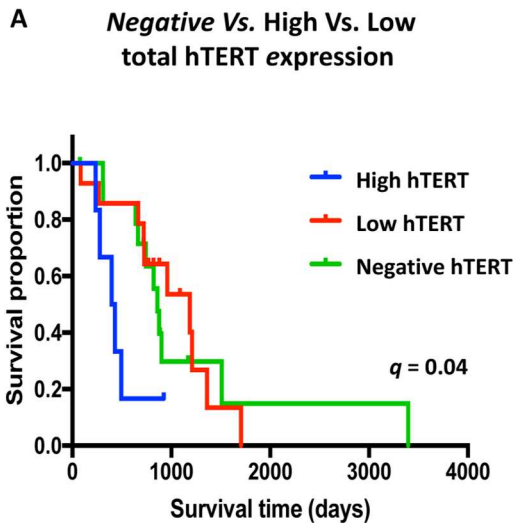 A
Negative Vs. High Vs. Low
total hTERT expression
Survival proportion
1.0
0.8
0.6
0.4
0.2
0.0
High hTERT
Low hTERT
Negative hTERT
q = 0.04
0 1000 2000 3000 4000
Survival time (days)